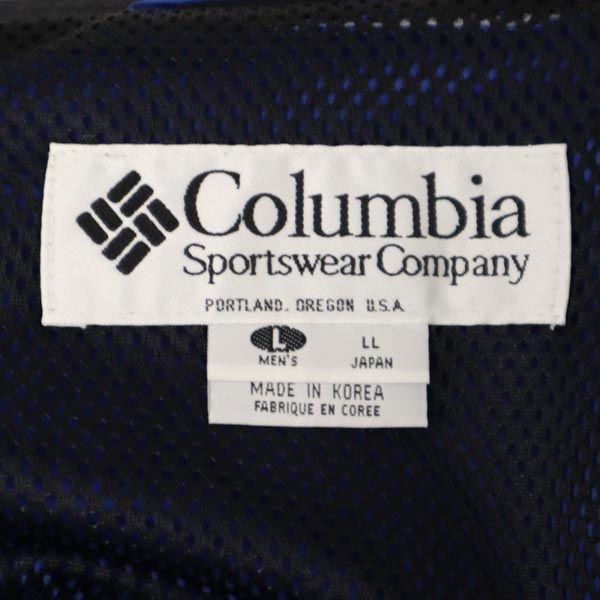 Columbia
Sportswear Company
PORTLAND, OREGON U.S.A.
L LL
MEN'S JAPAN
MADE IN KOREA
FABRIQUE EN COREE